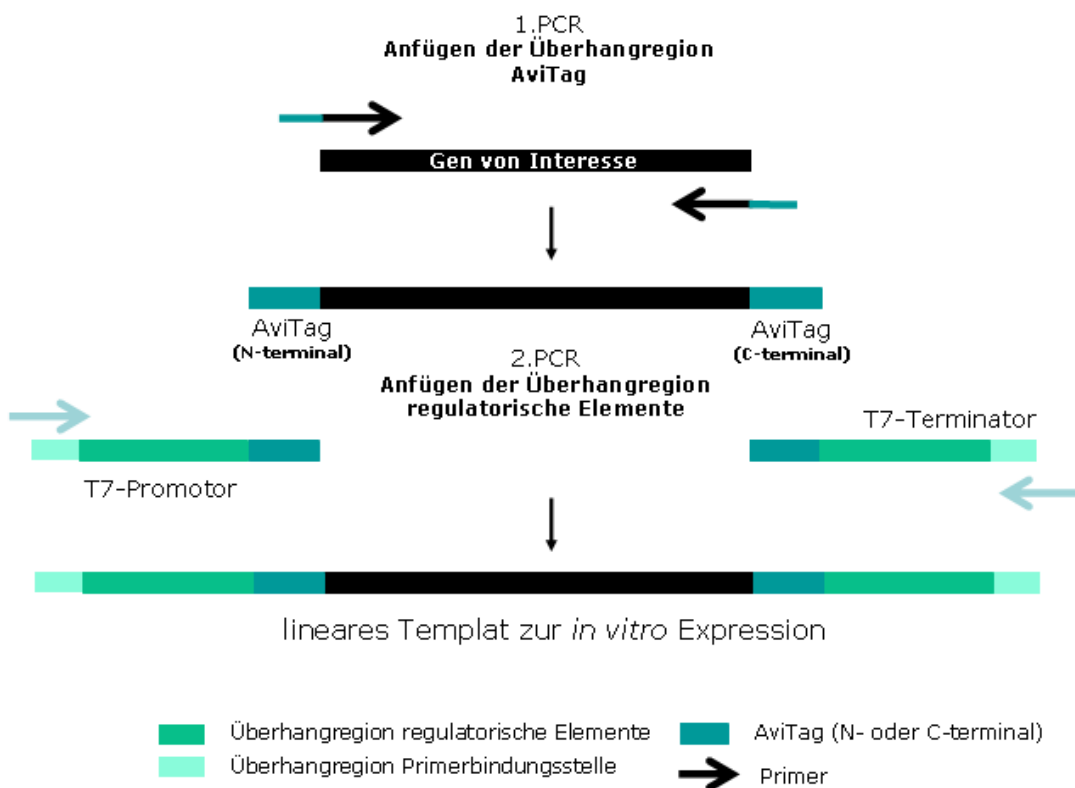 1.PCR
Anfügen der Überhangregion
AviTag
Gen von Interesse
AviTag
(N-terminal)
AviTag
(C-terminal)
2.PCR
Anfügen der Überhangregion
regulatorische Elemente
T7-Terminator
T7-Promotor
lineares Templat zur in vitro Expression
Überhangregion regulatorische Elemente
AviTag (N- oder C-terminal)
Überhangregion Primerbindungsstelle
Primer